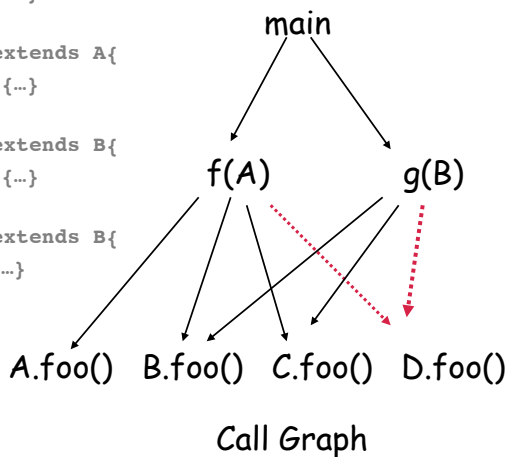 }
extends A{
{…}
extends B{
{…}
extends B{
…}
main
f(A) g(B)
A.foo() B.foo() C.foo() D.foo()
Call Graph